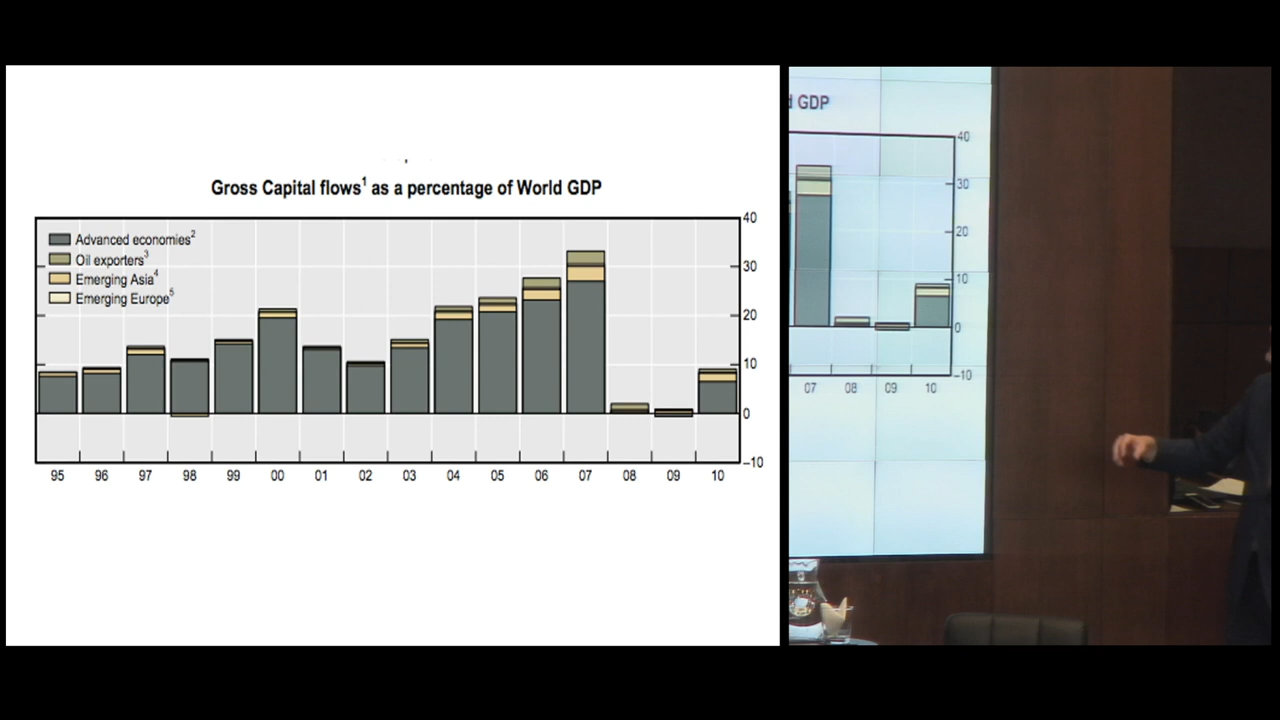 Gross Capital flows1 as a percentage of World GDP
Advanced economies2
Oil exporters3
Emerging Asia4
Emerging Europe5
40
30
20
10
0
–10
95 96 97 98 99 00 01 02 03 04 05 06 07 08 09 10
GDP
40
30
20
10
0
–10
07 08 09 10